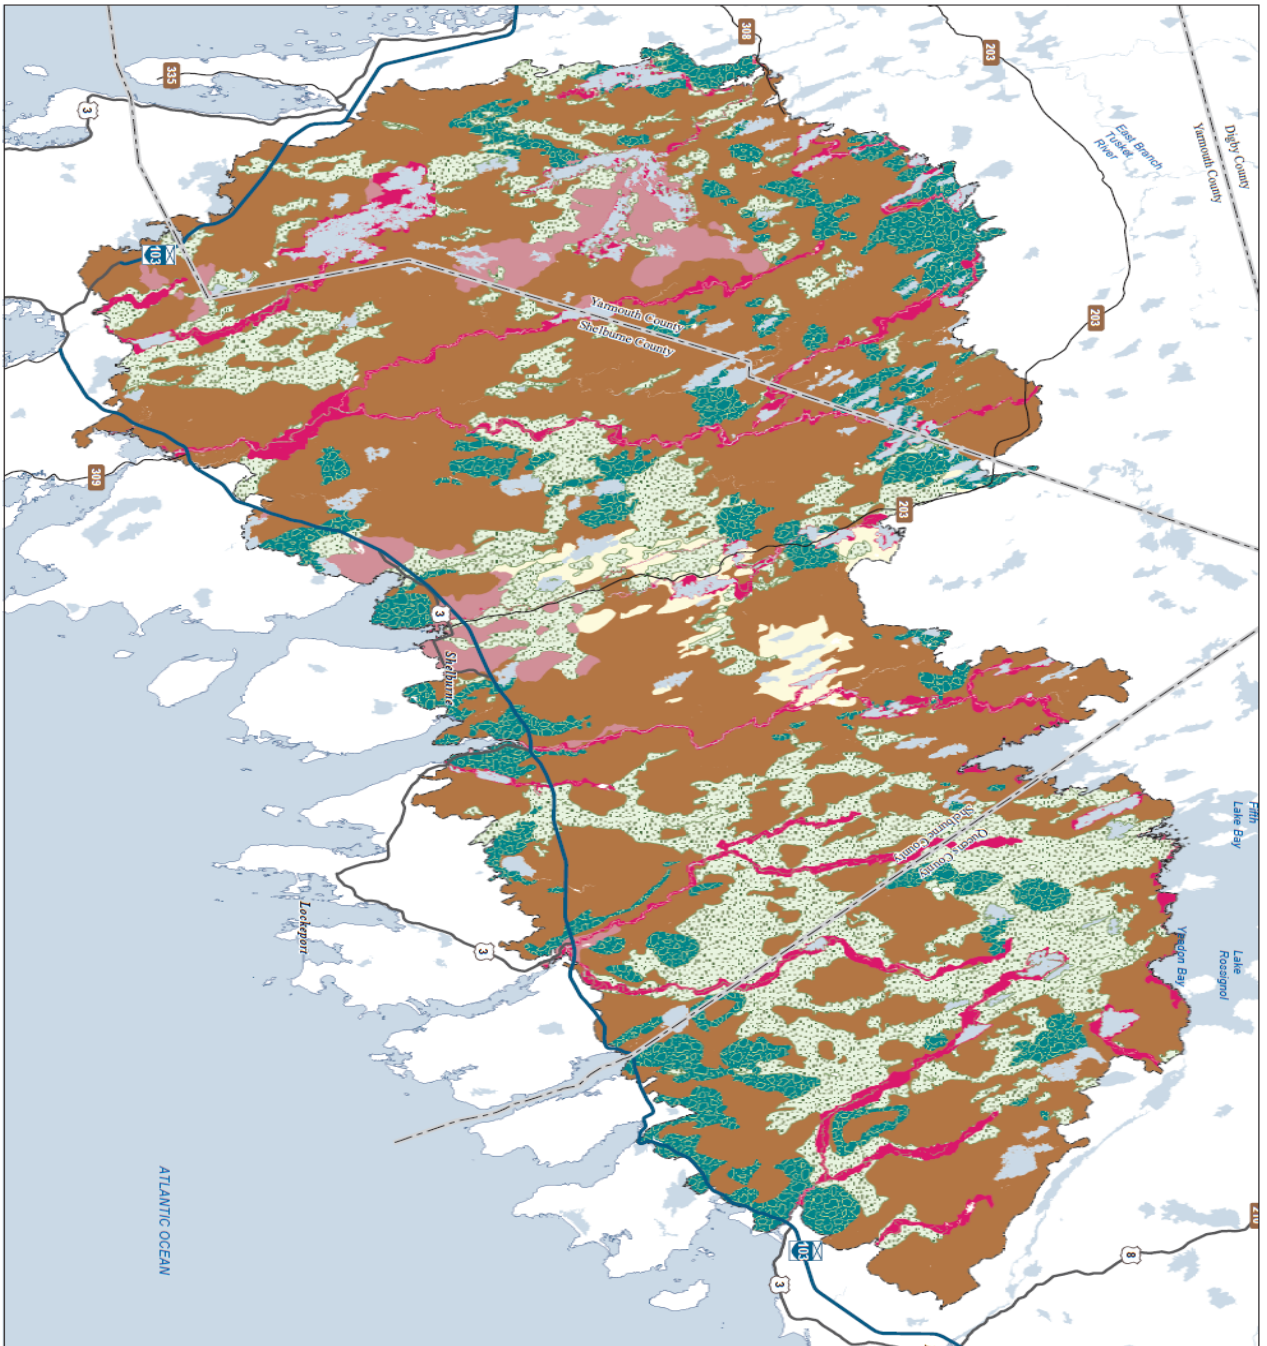 308
203
335
3
East Branch
Tusket
River
Digby County
Yarmouth County
103
203
Yarmouth County
Shelburne County
309
203
3
Shelburne
Fifth
Lake Bay
Shelburne County
Queens County
Lockeport
3
Lake
Rossignol
ATLANTIC OCEAN
103
8
3